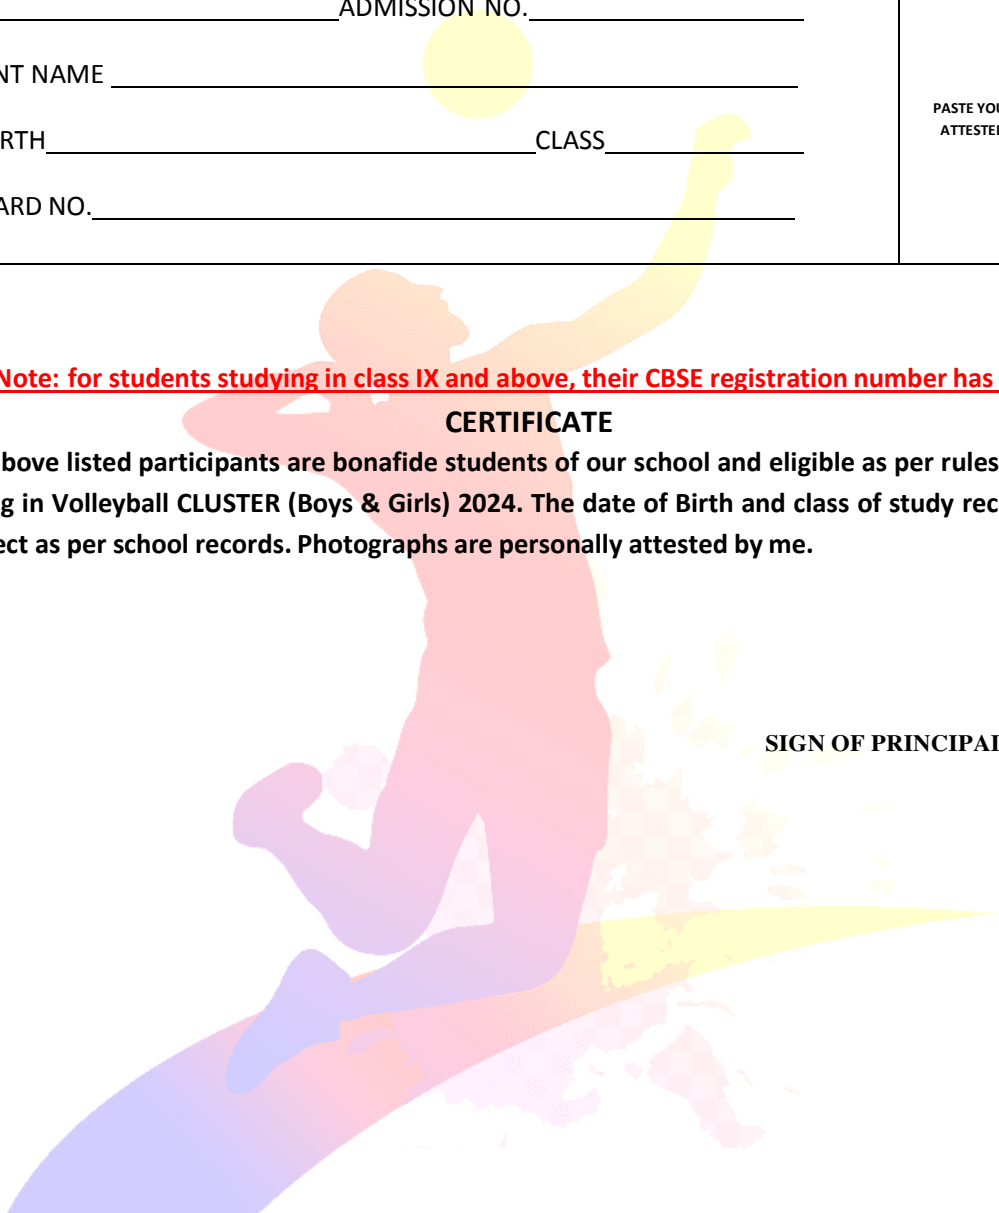 ADMISSION NO.
NT NAME
PASTE YOU
ATTESTE
RTH CLASS
ARD NO.
Note: for students studying in class IX and above, their CBSE registration number has
CERTIFICATE
bove listed participants are bonafide students of our school and eligible as per rules
g in Volleyball CLUSTER (Boys & Girls) 2024. The date of Birth and class of study rec
ect as per school records. Photographs are personally attested by me.
SIGN OF PRINCIPAL